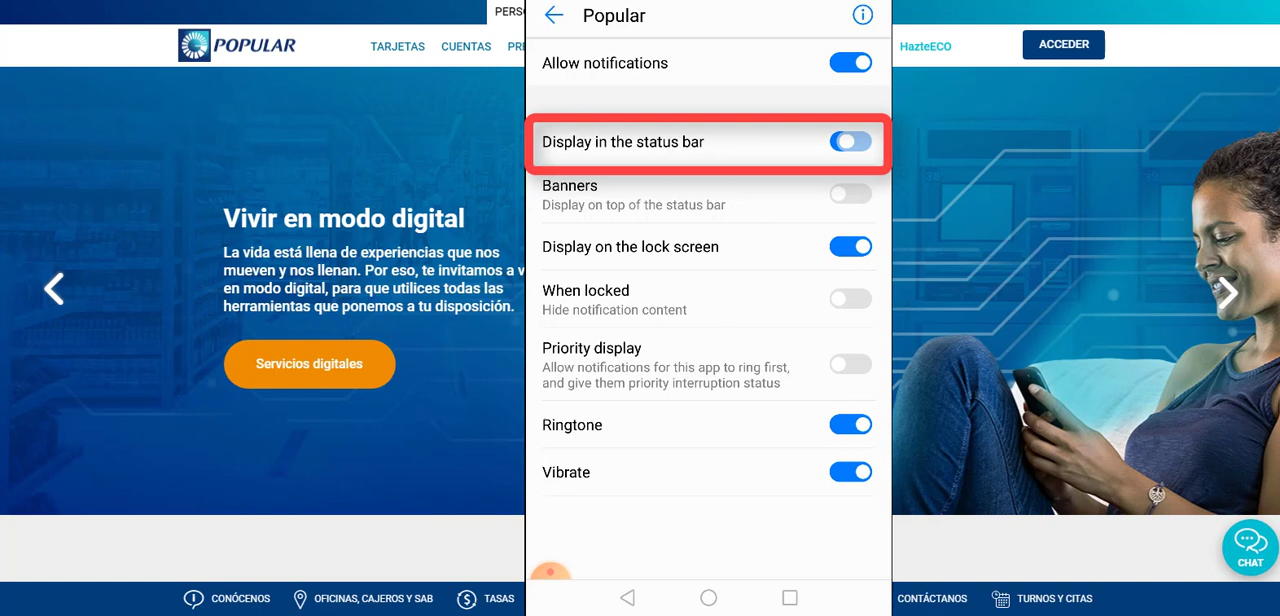 PERSO
POPULAR
TARJETAS CUENTAS PRE
HazteECO
ACCEDER
Vivir en modo digital
La vida está llena de experiencias que nos
mueven y nos llenan. Por eso, te invitamos a v
en modo digital, para que utilices todas las
herramientas que ponemos a tu disposición.
Servicios digitales
Popular
Allow notifications
Display in the status bar
Banners
Display on top of the status bar
Display on the lock screen
When locked
Hide notification content
Priority display
Allow notifications for this app to ring first,
and give them priority interruption status
Ringtone
Vibrate
CHAT
CONÓCENOS OFICINAS, CAJEROS Y SAB TASAS CONTÁCTANOS TURNOS Y CITAS